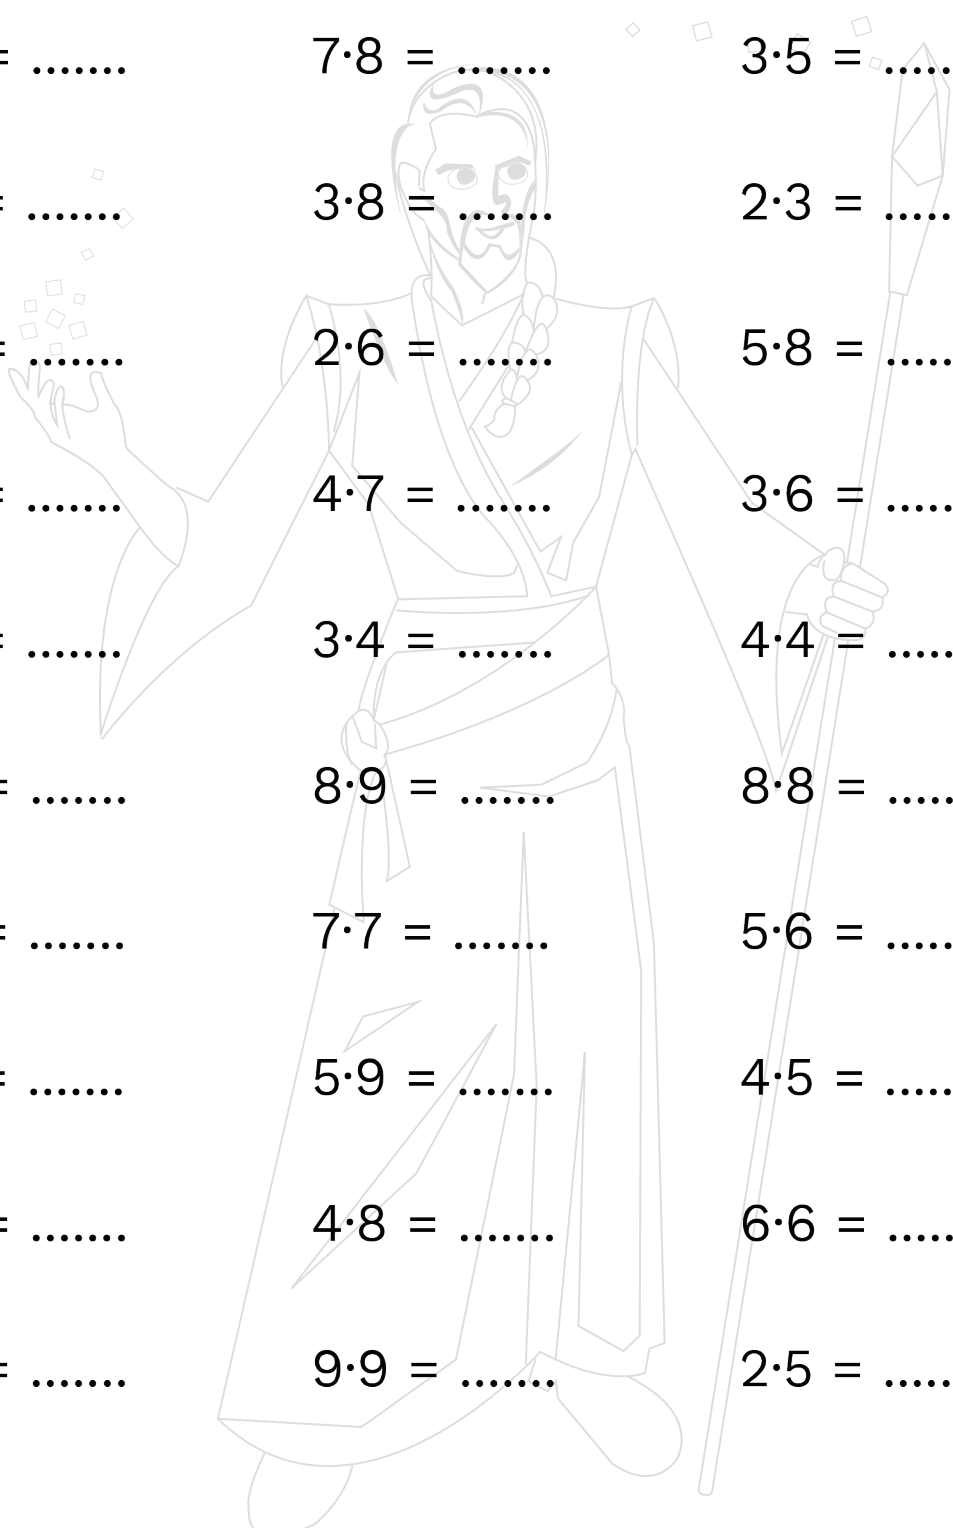 = ....... 7·8 = ....... 3·5 = .....
= ....... 3·8 = ....... 2·3 = .....
= ....... 2·6 = ....... 5·8 = .....
= ....... 4·7 = ....... 3·6 = .....
= ....... 3·4 = ....... 4·4 = .....
= ....... 8·9 = ....... 8·8 = .....
= ....... 7·7 = ....... 5·6 = .....
= ....... 5·9 = ....... 4·5 = .....
= ....... 4·8 = ....... 6·6 = .....
= ....... 9·9 = ....... 2·5 = .....